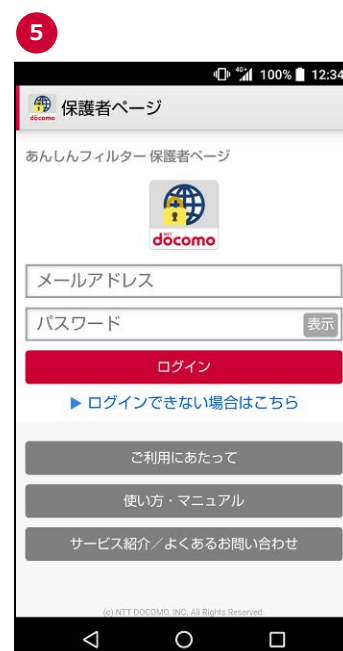 5
4G 100% 12:34
docomo 保護者ページ
あんしんフィルター 保護者ページ
NTT
docomo
メールアドレス
パスワード 表示
ログイン
▶ ログインできない場合はこちら
ご利用にあたって
使い方・マニュアル
サービス紹介／よくあるお問い合わせ
(c) NTT DOCOMO, INC. All Rights Reserved.